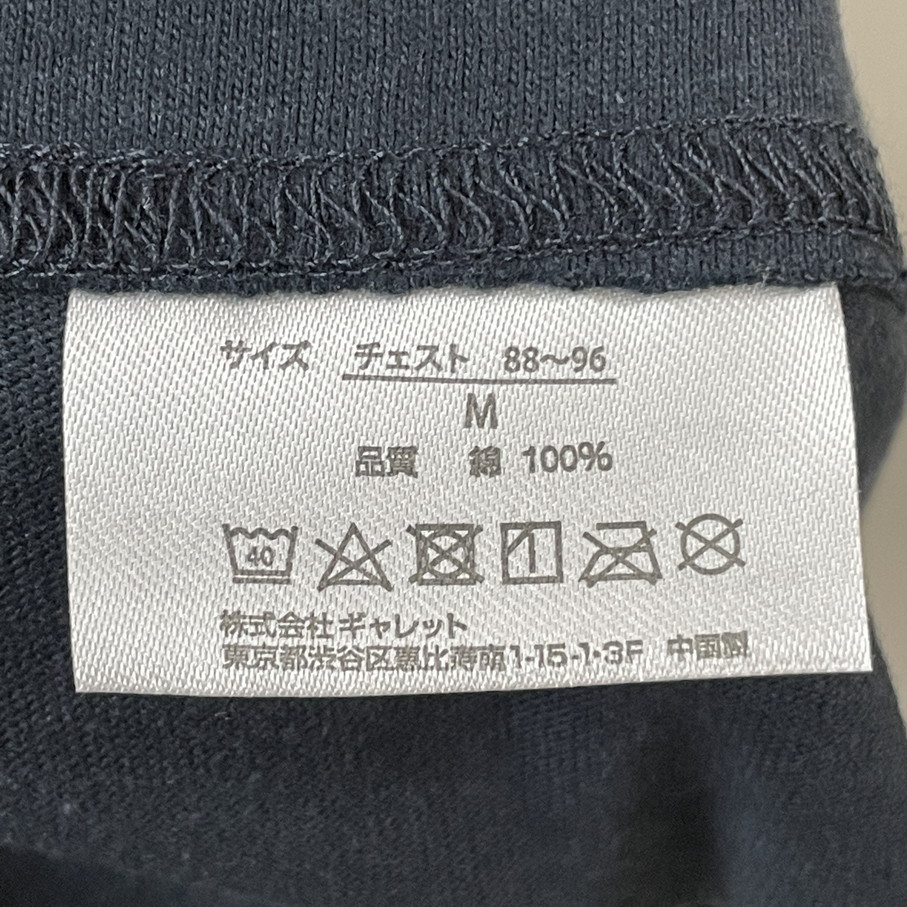 サイズ チェスト 88～96
M
品質 綿 100%
40
株式会社ギャレット
東京都渋谷区恵比寿南1-15-1・3F 中国製